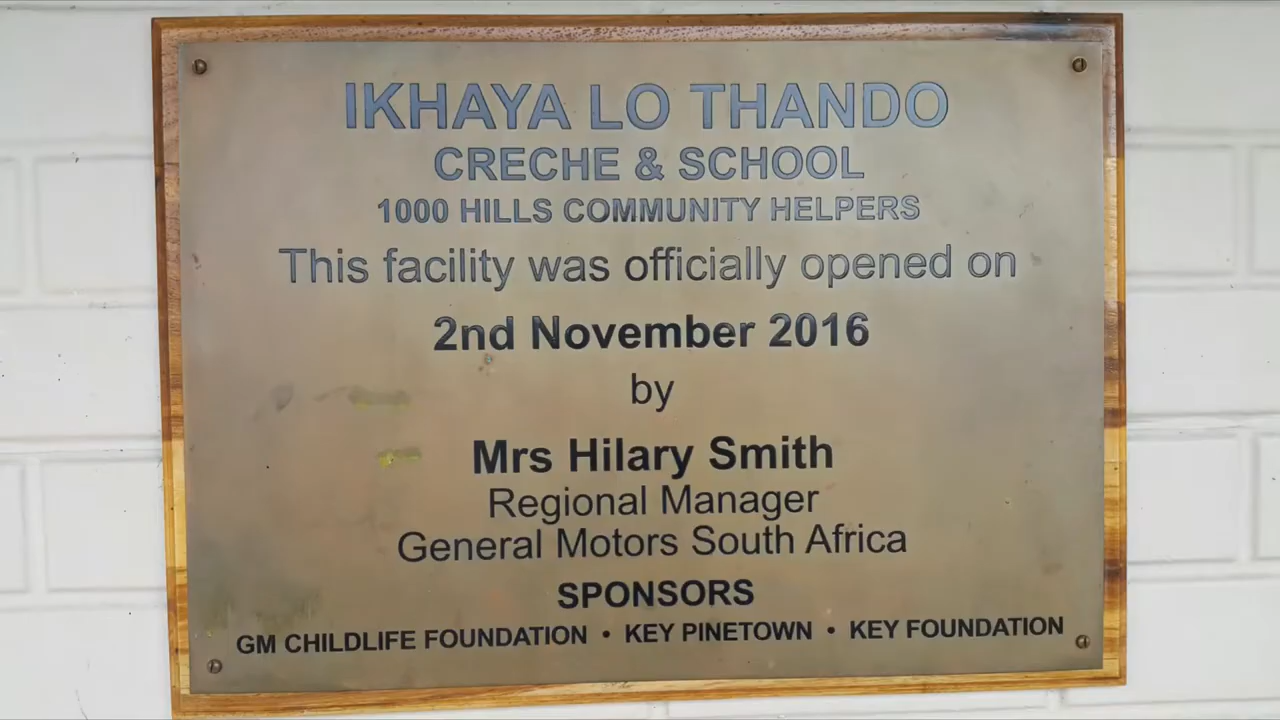 IKHAYA LO THANDO
CRECHE & SCHOOL
1000 HILLS COMMUNITY HELPERS
This facility was officially opened on
2nd November 2016
by
Mrs Hilary Smith
Regional Manager
General Motors South Africa
SPONSORS
GM CHILDLIFE FOUNDATION • KEY PINETOWN • KEY FOUNDATION